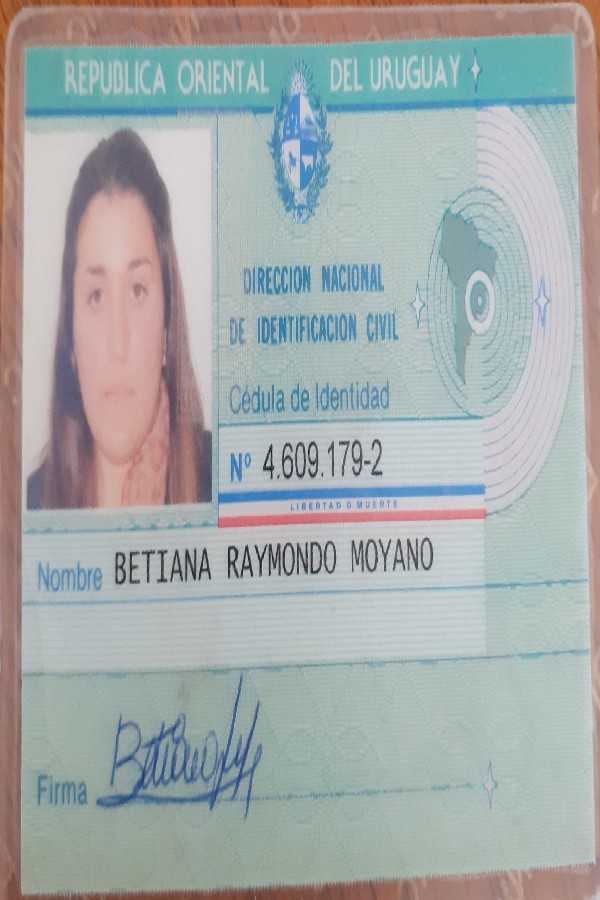 REPUBLICA ORIENTAL DEL URUGUAY
DIRECCION NACIONAL
DE IDENTIFICACION CIVIL
Cédula de Identidad
Nº 4.609.179-2
LIBERTAD O MUERTE
Nombre BETIANA RAYMONDO MOYANO
Firma